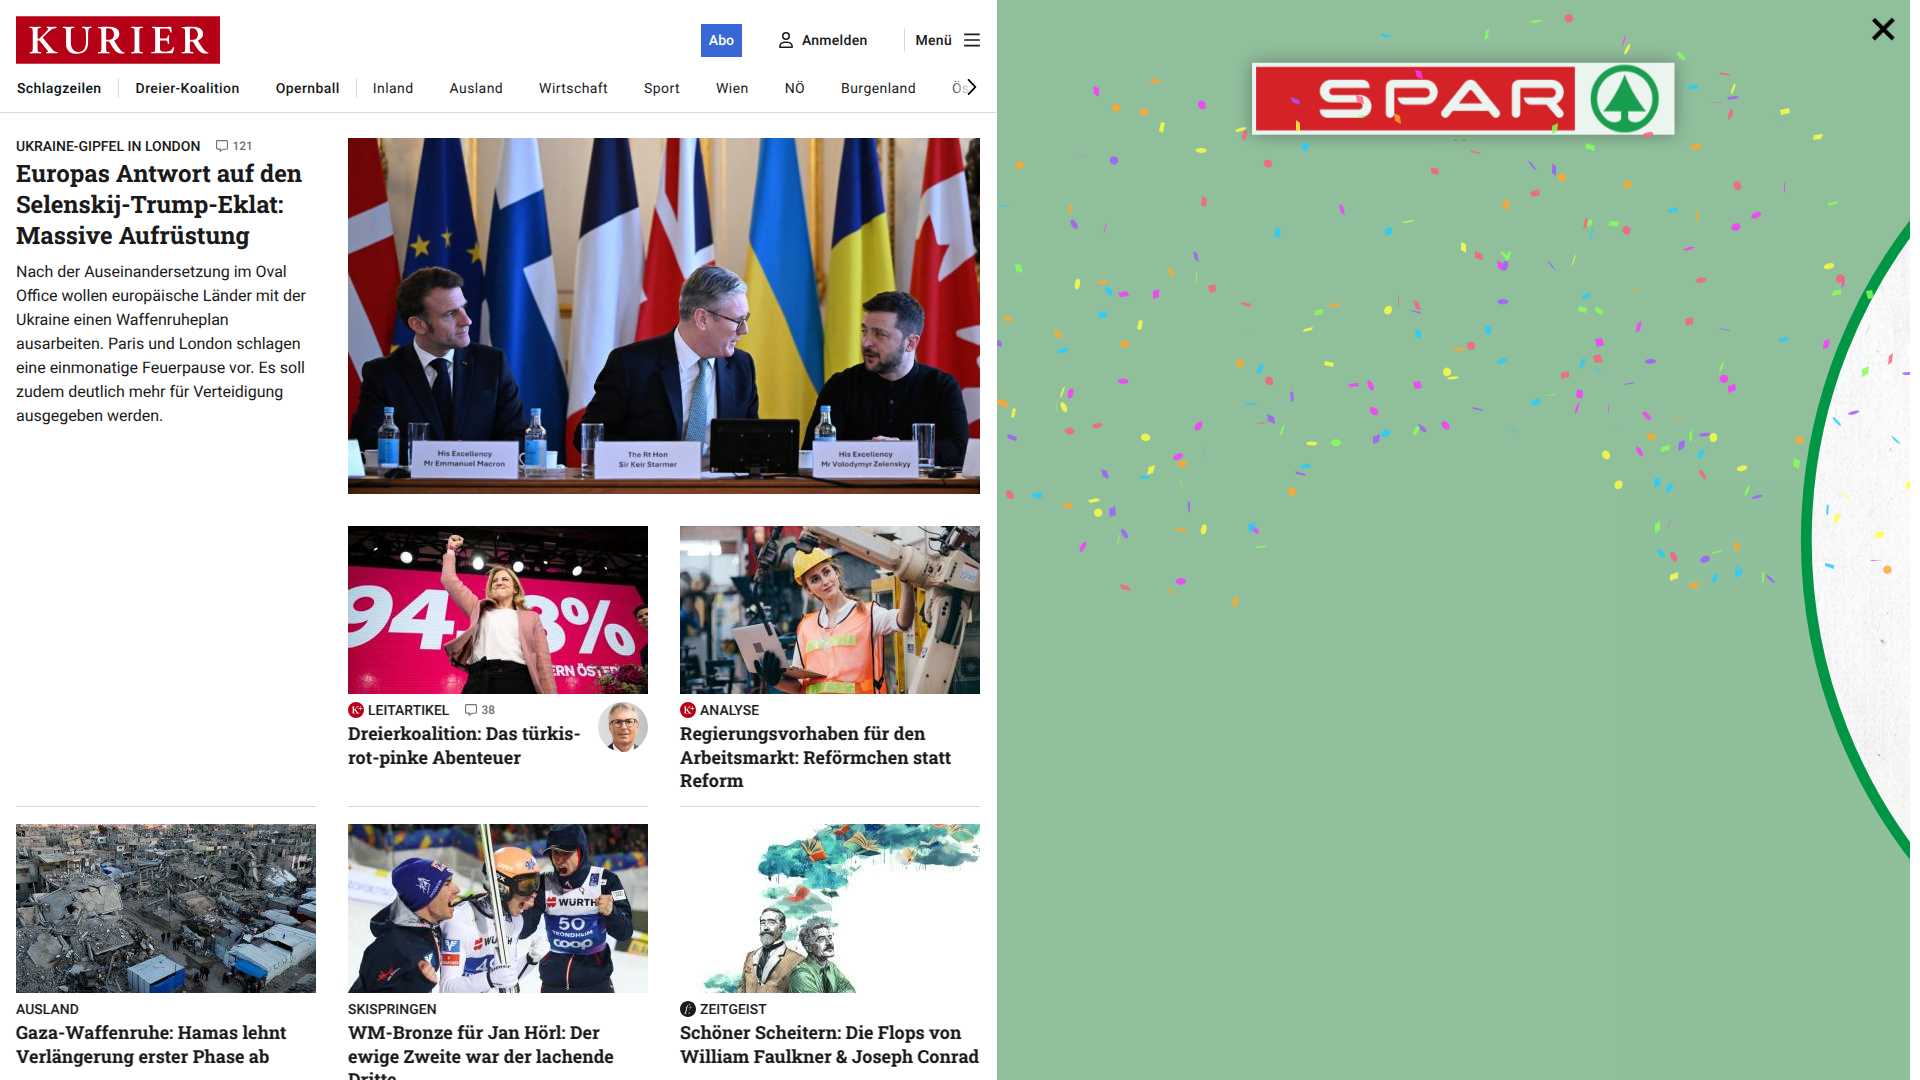 KURIER
Abo
Anmelden
Menü
Schlagzeilen
Dreier-Koalition
Opernball
Inland
Ausland
Wirtschaft
Sport
Wien
NÖ
Burgenland
UKRAINE-GIPFEL IN LONDON 121
Europas Antwort auf den
Selenskij-Trump-Eklat:
Massive Aufrüstung
Nach der Auseinandersetzung im Oval
Office wollen europäische Länder mit der
Ukraine einen Waffenruheplan
ausarbeiten. Paris und London schlagen
eine einmonatige Feuerpause vor. Es soll
zudem deutlich mehr für Verteidigung
ausgegeben werden.
His Excellency
Mr Emmanuel Macron
The Rt Hon
Sir Keir Starmer
His Excellency
Mr Volodymyr Zelenskyy
K+ LEITARTIKEL 38
Dreierkoalition: Das türkis-
rot-pinke Abenteuer
K+ ANALYSE
Regierungsvorhaben für den
Arbeitsmarkt: Reförmchen statt
Reform
WÜRTH
50
TRONDHEIM
coop
AUSLAND
Gaza-Waffenruhe: Hamas lehnt
Verlängerung erster Phase ab
SKISPRINGEN
WM-Bronze für Jan Hörl: Der
ewige Zweite war der lachende
Dritte
ZEITGEIST
Schöner Scheitern: Die Flops von
William Faulkner & Joseph Conrad
SPAR